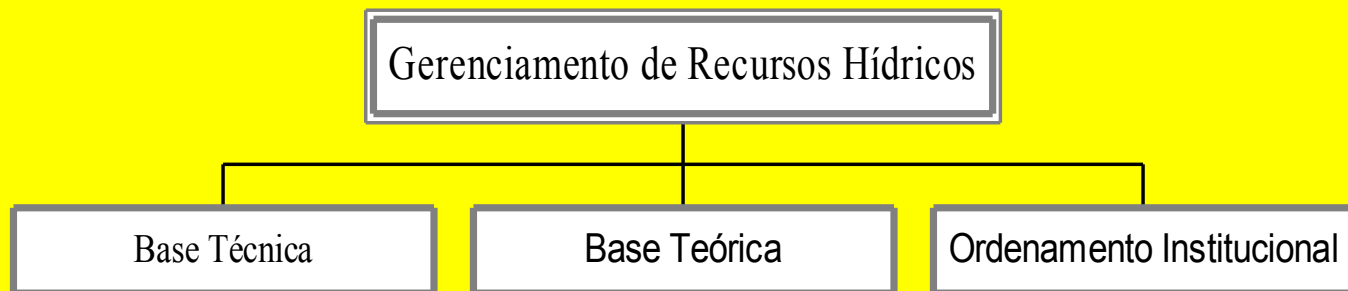 Gerenciamento de Recursos Hídricos
Base Técnica
Base Teórica
Ordenamento Institucional